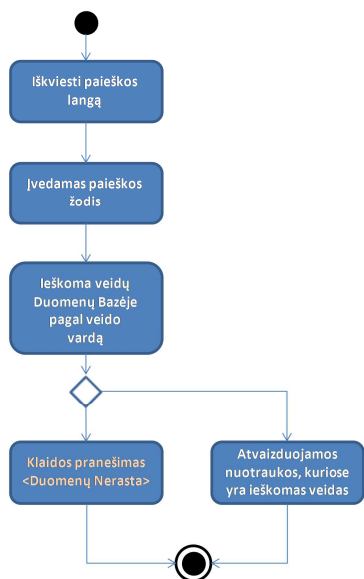 Iškviesti paieškos
langą
Įvedamas paieškos
žodis
Ieškoma veidų
Duomenų Bazėje
pagal veido
vardą
Klaidos pranešimas
<Duomenų Nerasta>
Atvaizduojamos
nuotraukos, kuriose
yra ieškomas veidas